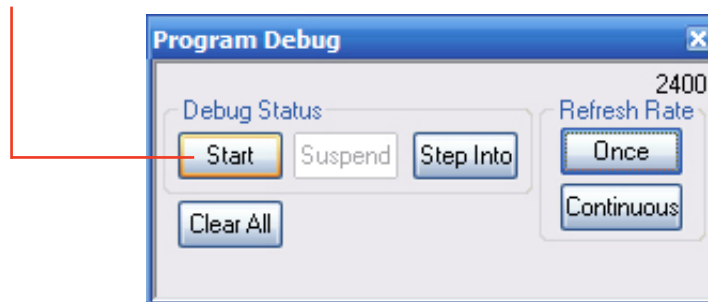 Program Debug
2400
Debug Status
Refresh Rate
Start
Suspend
Step Into
Once
Clear All
Continuous